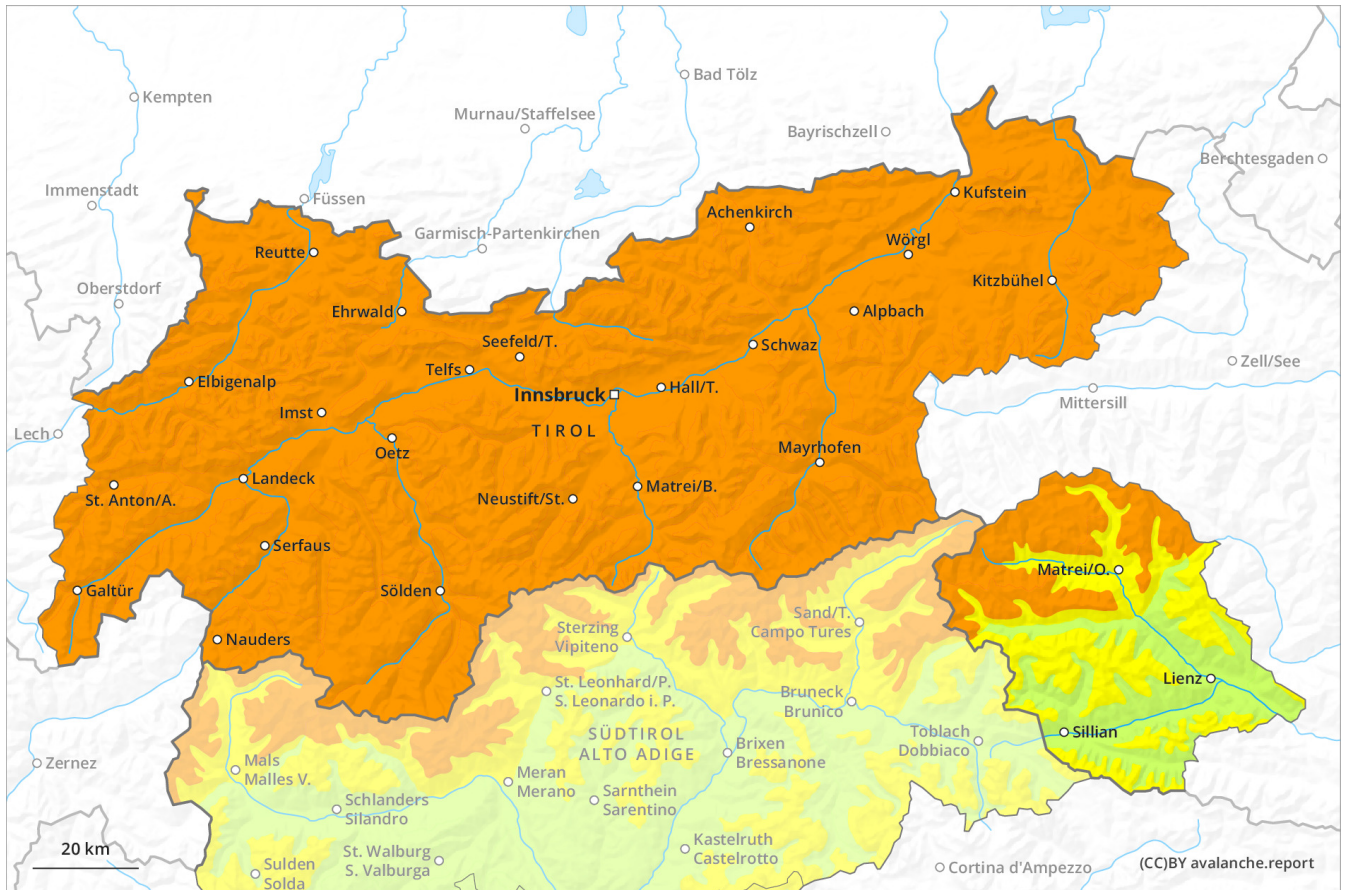 Bad Tölz
Kempten
Murnau/Staffelsee
Bayrischzell
Berchtesgaden
Immenstadt
Füssen
Kufstein
Achenkirch
Garmisch-Partenkirchen
Wörgl
Reutte
Kitzbühel
Oberstdorf
Ehrwald
Alpbach
Seefeld/T.
Schwaz
Zell/See
Telfs
Elbigenalp
Hall/T.
Innsbruck
Mittersill
Imst
TIROL
Lech
Oetz
Mayrhofen
Landeck
Matrei/B.
St. Anton/A.
Neustift/St.
Serfaus
Matrei/O.
Galtür
Sölden
Sand/T.
Campo Tures
Sterzing
Vipiteno
Nauders
Lienz
St. Leonhard/P.
S. Leonardo i. P.
Bruneck
Brunico
Sillian
SÜDTIROL
ALTO ADIGE
Toblach
Dobbiaco
Brixen
Bressanone
Zernez
Mals
Malles V.
Meran
Merano
Sarnthein
Sarentino
Schlanders
Silandro
Kastelruth
Castelrotto
20 km
St. Walburg
S. Valburga
(CC)BY avalanche.report
Cortina d'Ampezzo
Sulden
Solda